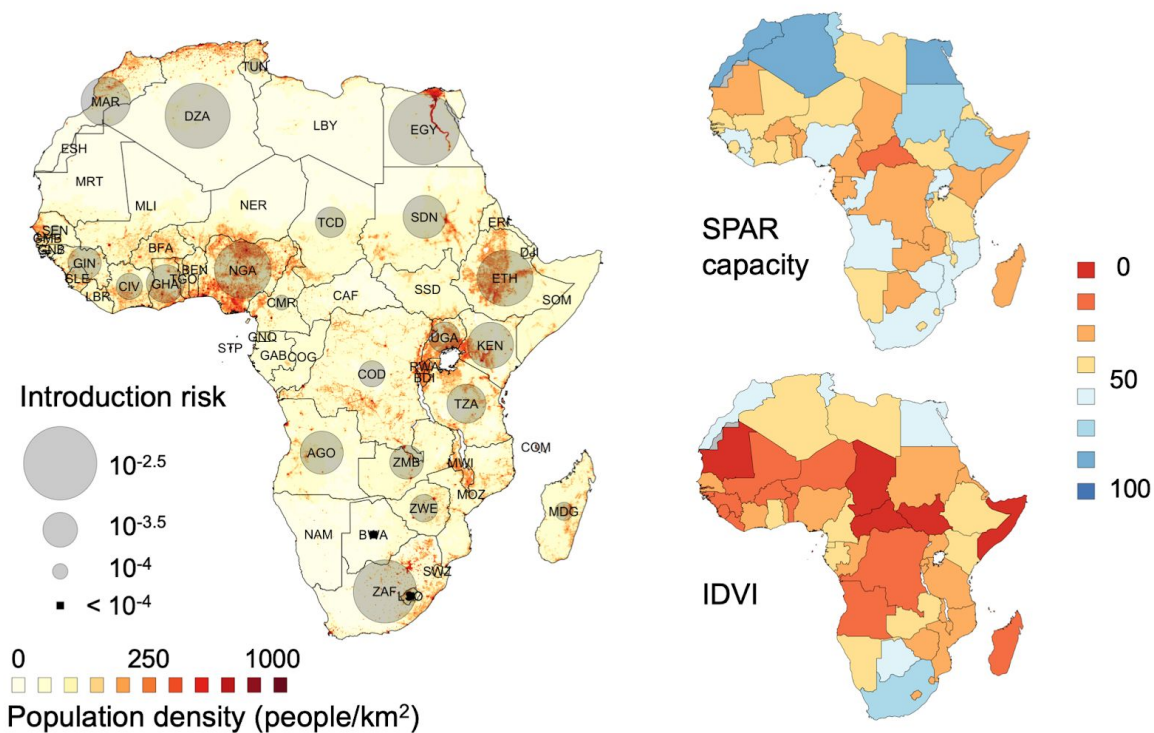 TUN
MAR
DZA
LBY
EGY
ESH
MRT
MLI
NER
TCD
SDN
ERI
DJI
SEN
GMB
GNB
GIN
SLE
LBR
CIV
BFA
GHA
TGO
BEN
NGA
CMR
CAF
SSD
ETH
SOM
STP
GNQ
GAB
COG
COD
UGA
KEN
RWA
BDI
TZA
COM
AGO
ZMB
MWI
MOZ
MDG
NAM
BWA
ZWE
SWZ
ZAF
LSO
Introduction risk
10-2.5
10-3.5
10-4
< 10-4
0 250 1000
Population density (people/km2)
SPAR
capacity
IDVI
0
50
100